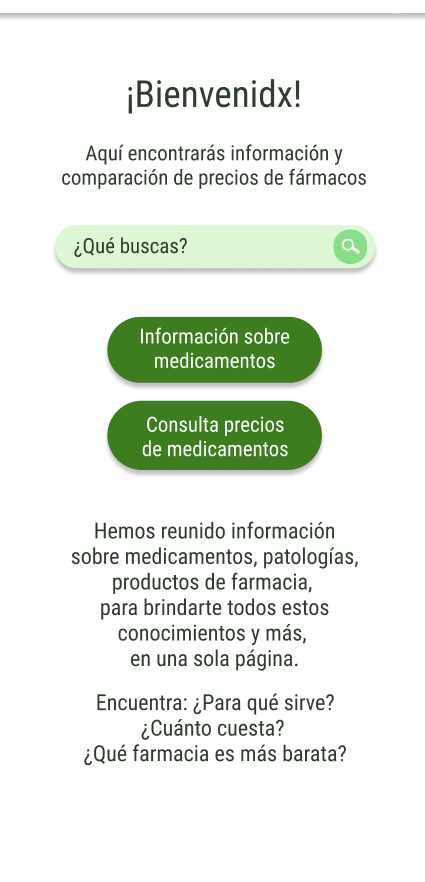 ¡Bienvenidx!
Aquí encontrarás información y
comparación de precios de fármacos
¿Qué buscas?
Información sobre
medicamentos
Consulta precios
de medicamentos
Hemos reunido información
sobre medicamentos, patologías,
productos de farmacia,
para brindarte todos estos
conocimientos y más,
en una sola página.
Encuentra: ¿Para qué sirve?
¿Cuánto cuesta?
¿Qué farmacia es más barata?